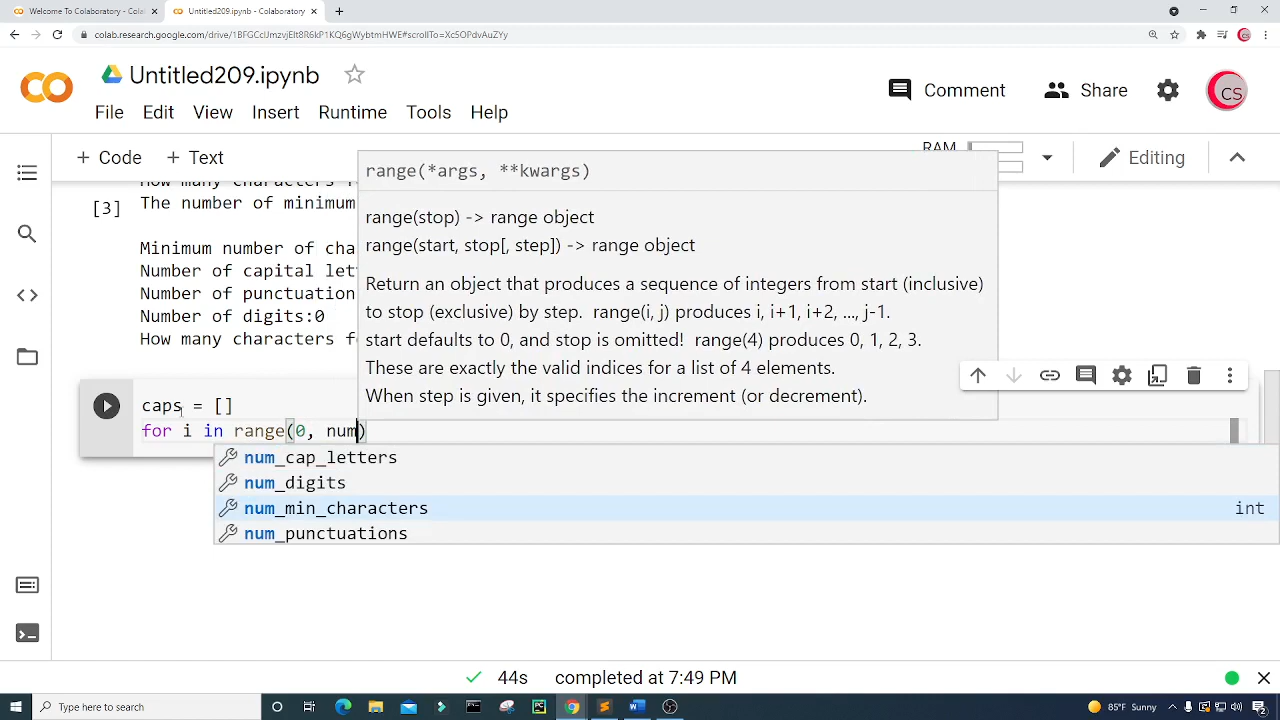 Welcome To Colaboratory - Colab
Untitled209.ipynb - Colaboratory
colab.research.google.com/drive/1BFGCclJmzvjEIt8R6kP1KQ6gWybtmHWE#scrollTo=Xc5OPdvAuZYy
Untitled209.ipynb
Comment
Share
CS
File Edit View Insert Runtime Tools Help
+ Code + Text
RAM
Editing
range(*args, **kwargs)
How many characters
[3] The number of minimum
range(stop) -> range object
range(start, stop[, step]) -> range object
Minimum number of cha
Number of capital let
Number of punctuation
Number of digits:0
How many characters fo
Return an object that produces a sequence of integers from start (inclusive)
to stop (exclusive) by step. range(i, j) produces i, i+1, i+2, ..., j-1.
start defaults to 0, and stop is omitted! range(4) produces 0, 1, 2, 3.
These are exactly the valid indices for a list of 4 elements.
When step is given, it specifies the increment (or decrement).
caps = []
for i in range(0, num)
num_cap_letters
num_digits
num_min_characters int
num_punctuations
44s completed at 7:49 PM
Type here to search
85°F Sunny